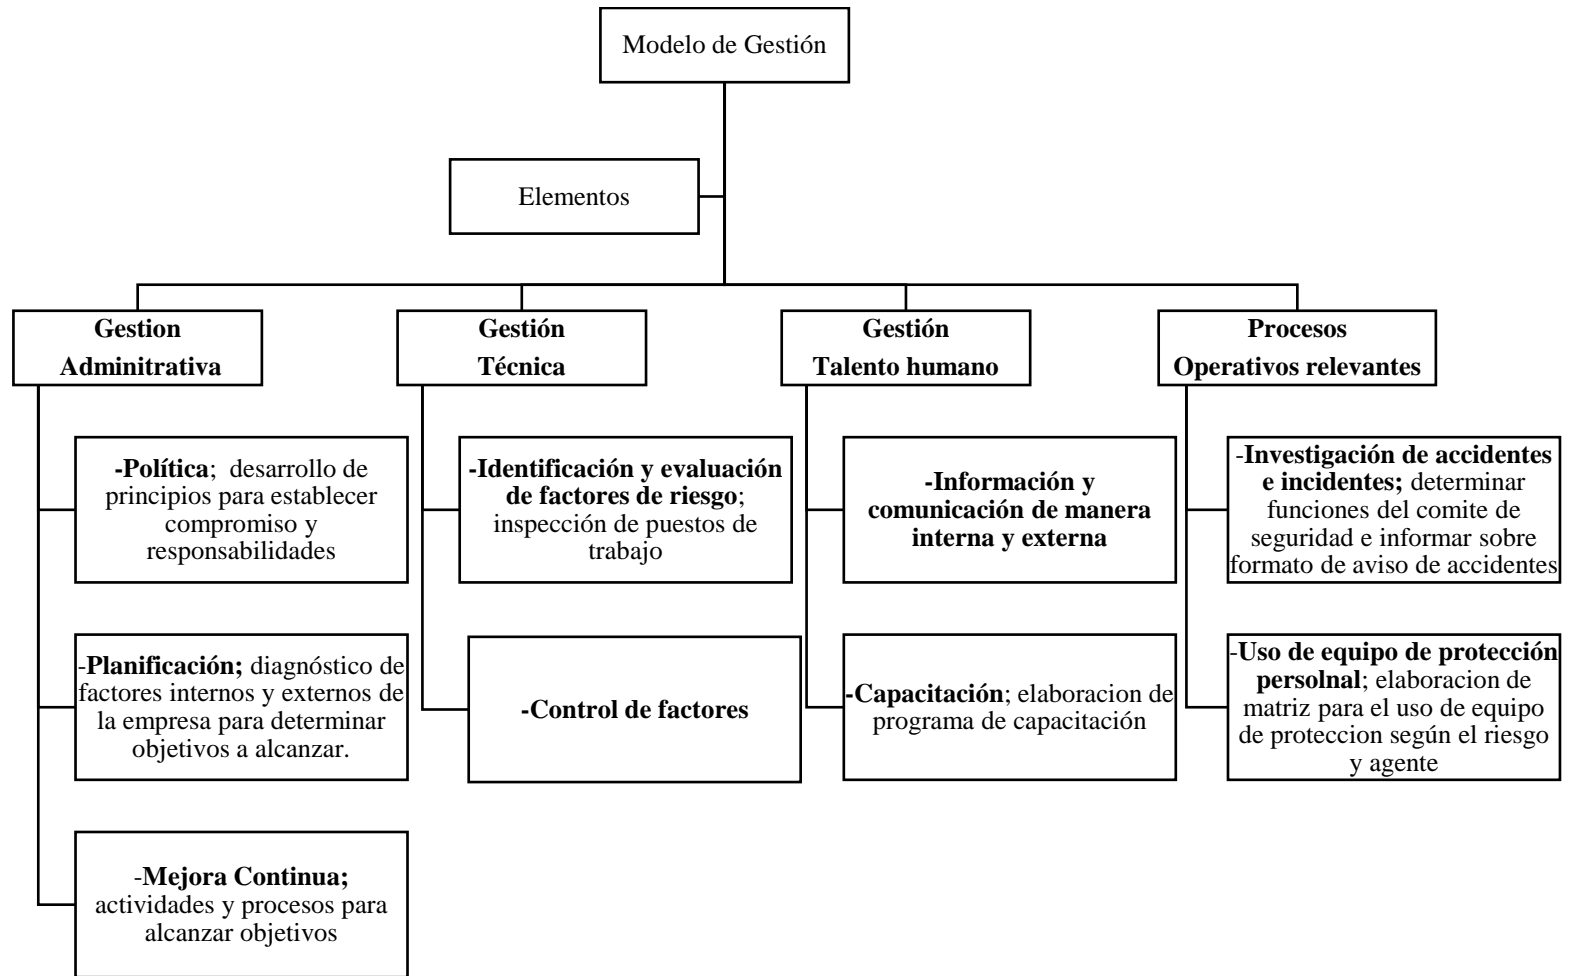 Modelo de Gestión
Elementos
Gestion
Adminitrativa
-Política;  desarrollo de
principios para establecer
compromiso y
responsabilidades
-Planificación; diagnóstico de
factores internos y externos de
la empresa para determinar
objetivos a alcanzar.
-Mejora Continua;
actividades y procesos para
alcanzar objetivos
Gestión
Técnica
-Identificación y evaluación
de factores de riesgo;
inspección de puestos de
trabajo
-Control de factores
Gestión
Talento humano
-Información y
comunicación de manera
interna y externa
-Capacitación; elaboracion de
programa de capacitación
Procesos
Operativos relevantes
-Investigación de accidentes
e incidentes; determinar
funciones del comite de
seguridad e informar sobre
formato de aviso de accidentes
-Uso de equipo de protección
persolnal; elaboracion de
matriz para el uso de equipo
de proteccion según el riesgo
y agente